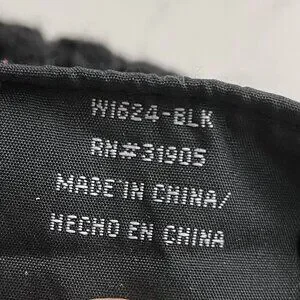 W1624-BLK
RN#31905
MADE IN CHINA/
HECHO EN CHINA